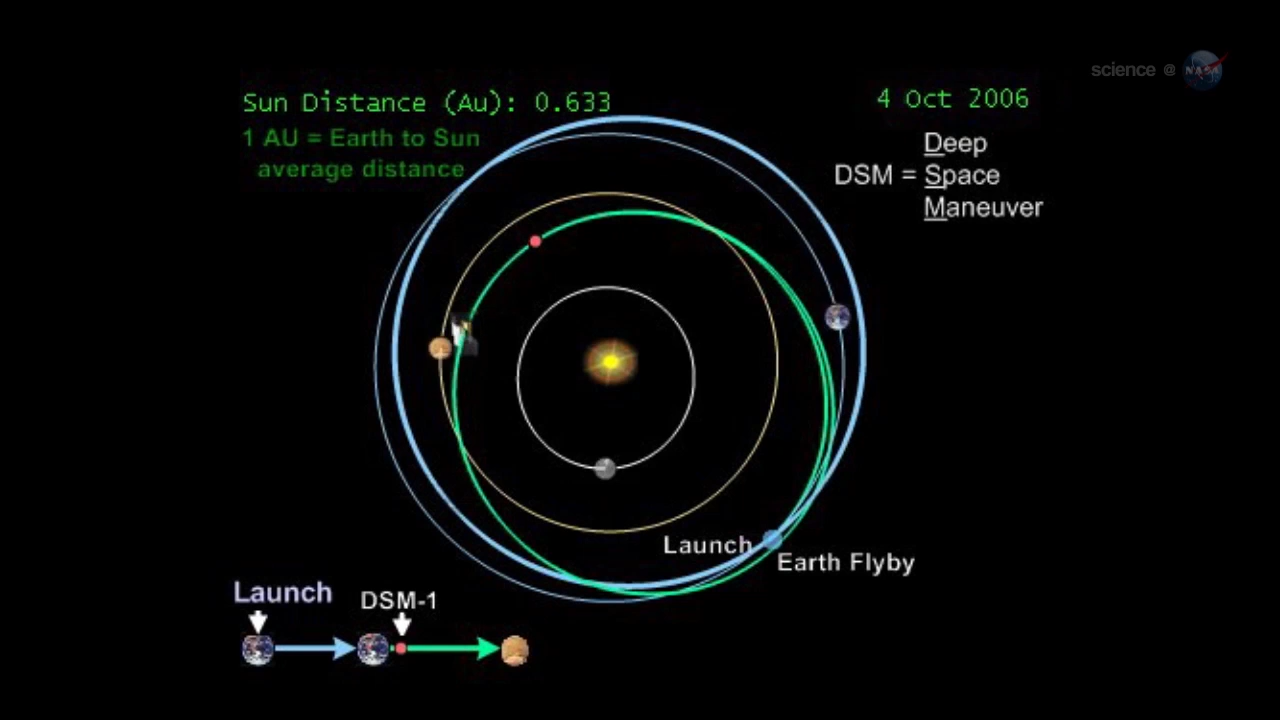 science @ NASA
Sun Distance (Au): 0.633
4 Oct 2006
1 AU = Earth to Sun
average distance
Deep
DSM = Space
Maneuver
Launch
Earth Flyby
Launch
DSM-1